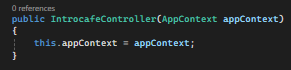 0 references
public IntrocafeController(AppContext appContext)
{
this.appContext = appContext;
}